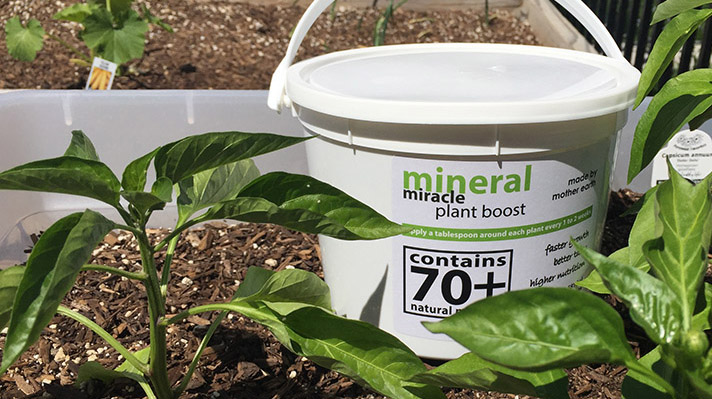 mineral
miracle
plant boost
made by
mother earth
apply a tablespoon around each plant every 1 to 2 weeks
contains
70+
natural
faster growth
better
higher nutrition
Capsicum annuum